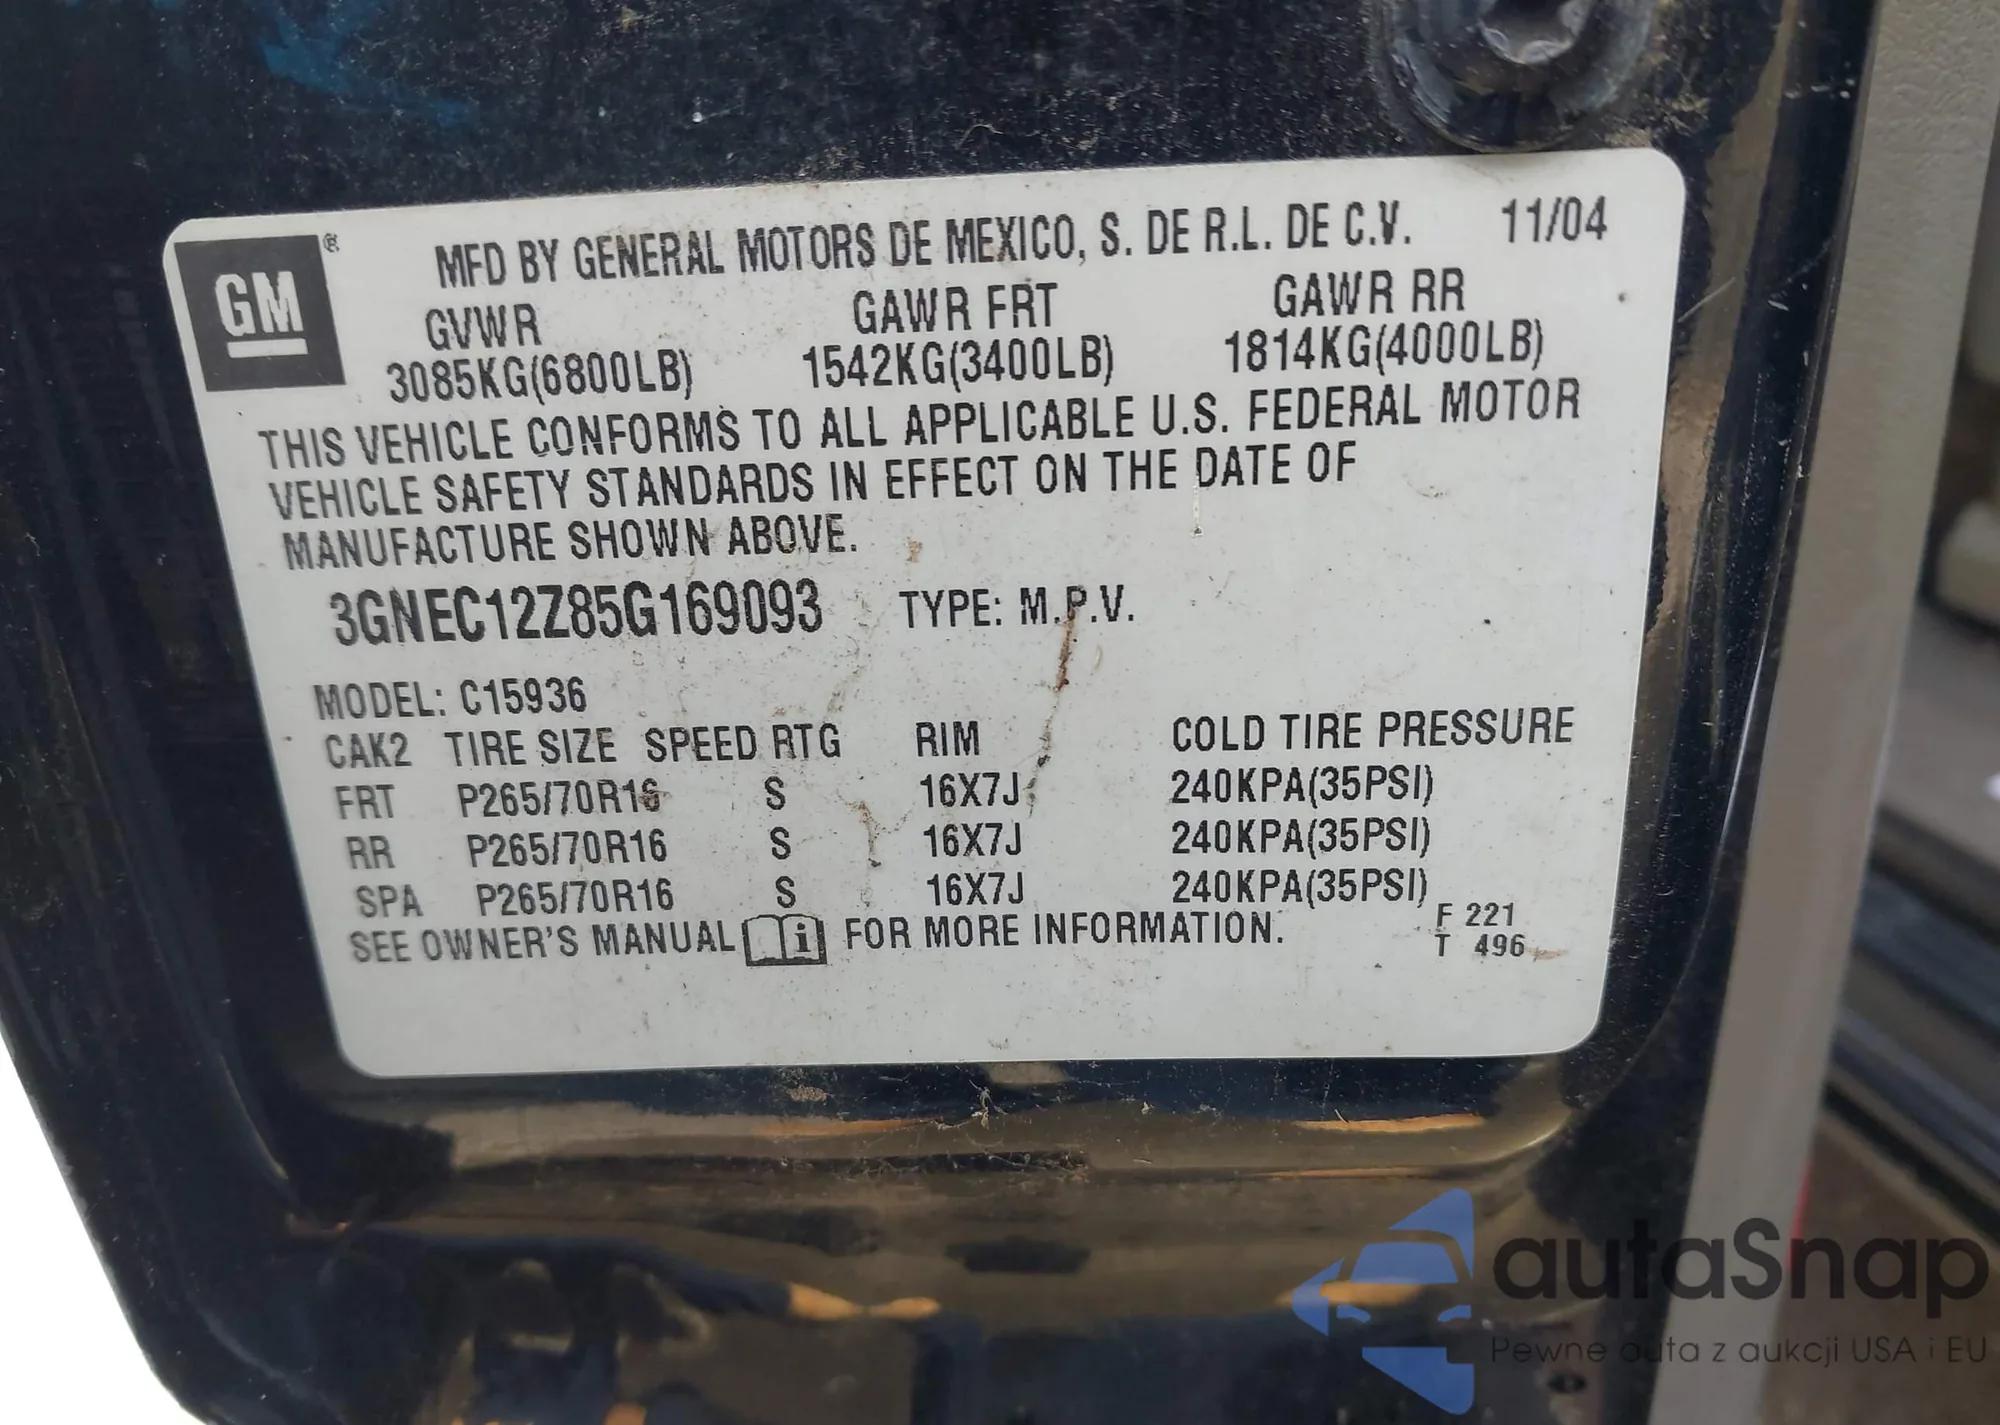 GM ®
MFD BY GENERAL MOTORS DE MEXICO, S. DE R.L. DE C.V. 11/04
GVWR GAWR FRT GAWR RR
3085KG(6800LB) 1542KG(3400LB) 1814KG(4000LB)
THIS VEHICLE CONFORMS TO ALL APPLICABLE U.S. FEDERAL MOTOR
VEHICLE SAFETY STANDARDS IN EFFECT ON THE DATE OF
MANUFACTURE SHOWN ABOVE.
3GNEC12Z85G169093 TYPE: M.P.V.
MODEL: C15936
CAK2 TIRE SIZE SPEED RTG RIM COLD TIRE PRESSURE
FRT P265/70R16 S 16X7J 240KPA(35PSI)
RR P265/70R16 S 16X7J 240KPA(35PSI)
SPA P265/70R16 S 16X7J 240KPA(35PSI)
SEE OWNER'S MANUAL i FOR MORE INFORMATION.
F 221
T 496
autaSnap
Pewne auta z aukcji USA i EU